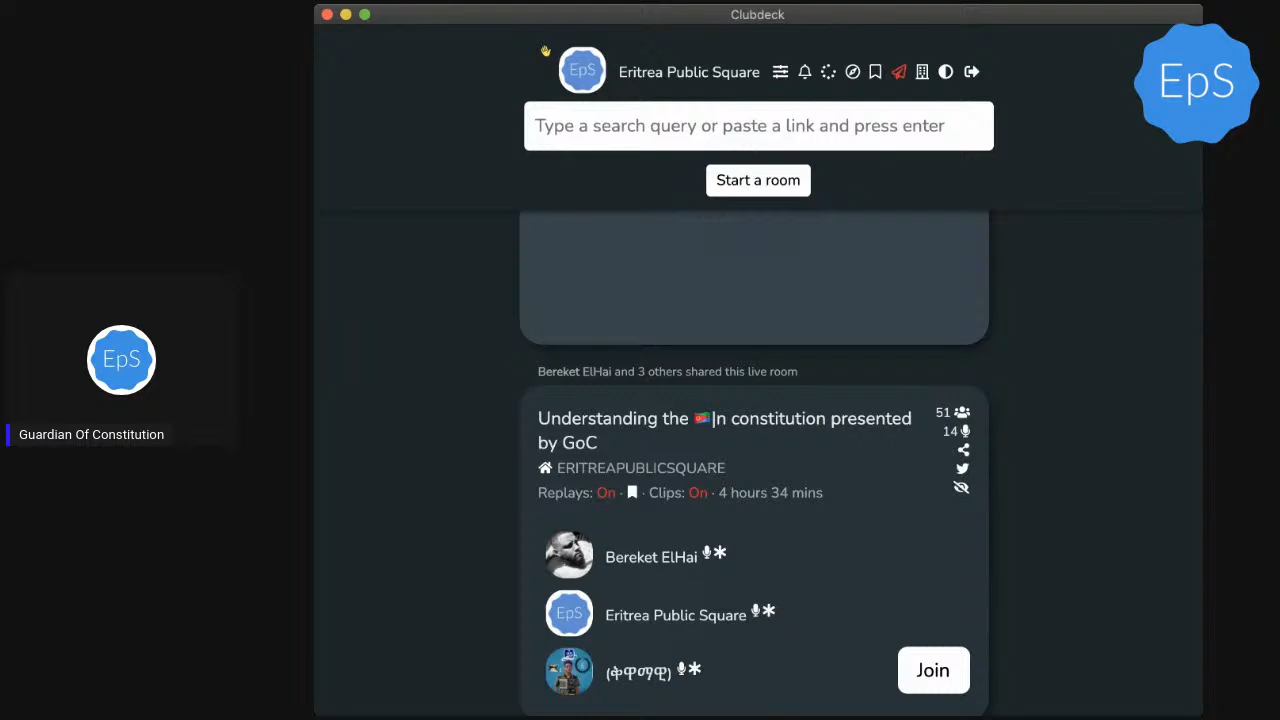 Clubdeck
EpS
Eritrea Public Square
EpS
Type a search query or paste a link and press enter
Start a room
Bereket ElHai and 3 others shared this live room
Understanding the 🇪🇷|n constitution presented
by GoC
51
14
ERITREAPUBLICSQUARE
Replays: On · · Clips: On · 4 hours 34 mins
Bereket ElHai
EpS
Eritrea Public Square
(ቅዋማዊ)
Join
EpS
Guardian Of Constitution